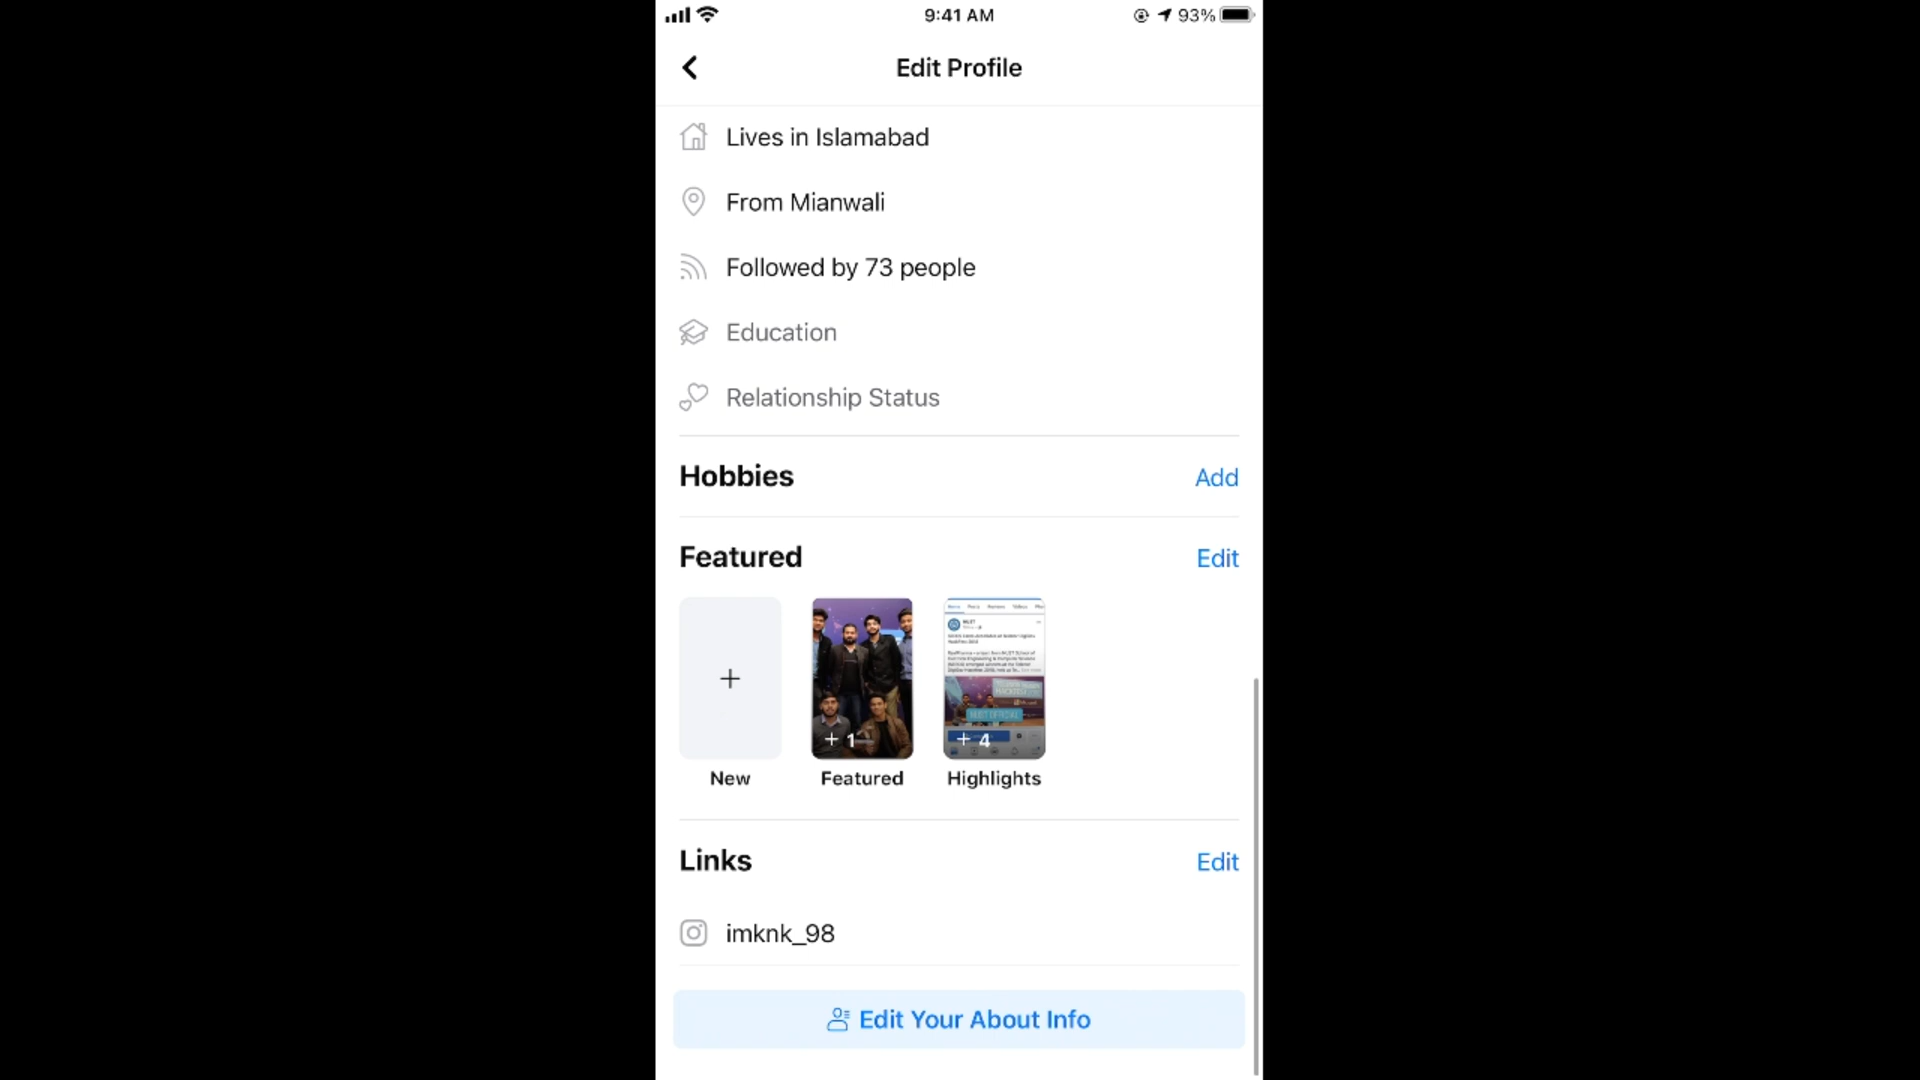 9:41 AM
93%
Edit Profile
Lives in Islamabad
From Mianwali
Followed by 73 people
Education
Relationship Status
Hobbies
Add
Featured
Edit
+
+ 1
+ 4
New
Featured
Highlights
Links
Edit
imknk_98
Edit Your About Info